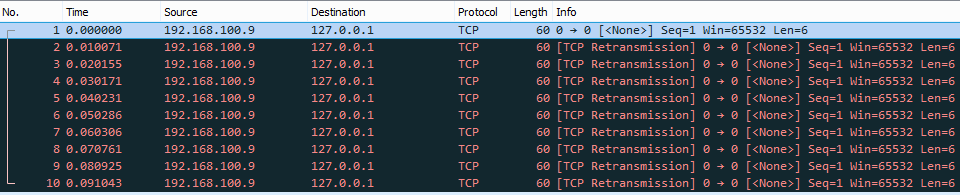 No. Time Source Destination Protocol Length Info
1 0.000000 192.168.100.9 127.0.0.1 TCP 60 0 → 0 [<None>] Seq=1 Win=65532 Len=6
2 0.010071 192.168.100.9 127.0.0.1 TCP 60 [TCP Retransmission] 0 → 0 [<None>] Seq=1 Win=65532 Len=6
3 0.020155 192.168.100.9 127.0.0.1 TCP 60 [TCP Retransmission] 0 → 0 [<None>] Seq=1 Win=65532 Len=6
4 0.030171 192.168.100.9 127.0.0.1 TCP 60 [TCP Retransmission] 0 → 0 [<None>] Seq=1 Win=65532 Len=6
5 0.040231 192.168.100.9 127.0.0.1 TCP 60 [TCP Retransmission] 0 → 0 [<None>] Seq=1 Win=65532 Len=6
6 0.050286 192.168.100.9 127.0.0.1 TCP 60 [TCP Retransmission] 0 → 0 [<None>] Seq=1 Win=65532 Len=6
7 0.060306 192.168.100.9 127.0.0.1 TCP 60 [TCP Retransmission] 0 → 0 [<None>] Seq=1 Win=65532 Len=6
8 0.070761 192.168.100.9 127.0.0.1 TCP 60 [TCP Retransmission] 0 → 0 [<None>] Seq=1 Win=65532 Len=6
9 0.080925 192.168.100.9 127.0.0.1 TCP 60 [TCP Retransmission] 0 → 0 [<None>] Seq=1 Win=65532 Len=6
10 0.091043 192.168.100.9 127.0.0.1 TCP 60 [TCP Retransmission] 0 → 0 [<None>] Seq=1 Win=65532 Len=6